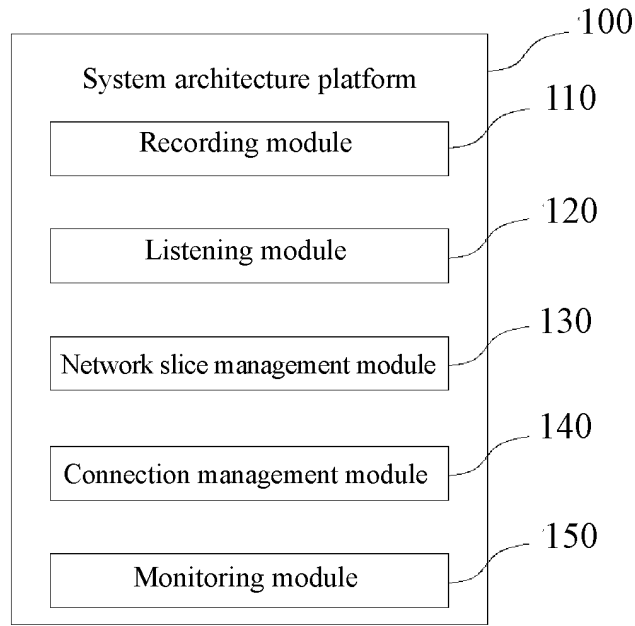 100
System architecture platform
110
Recording module
120
Listening module
130
Network slice management module
140
Connection management module
150
Monitoring module